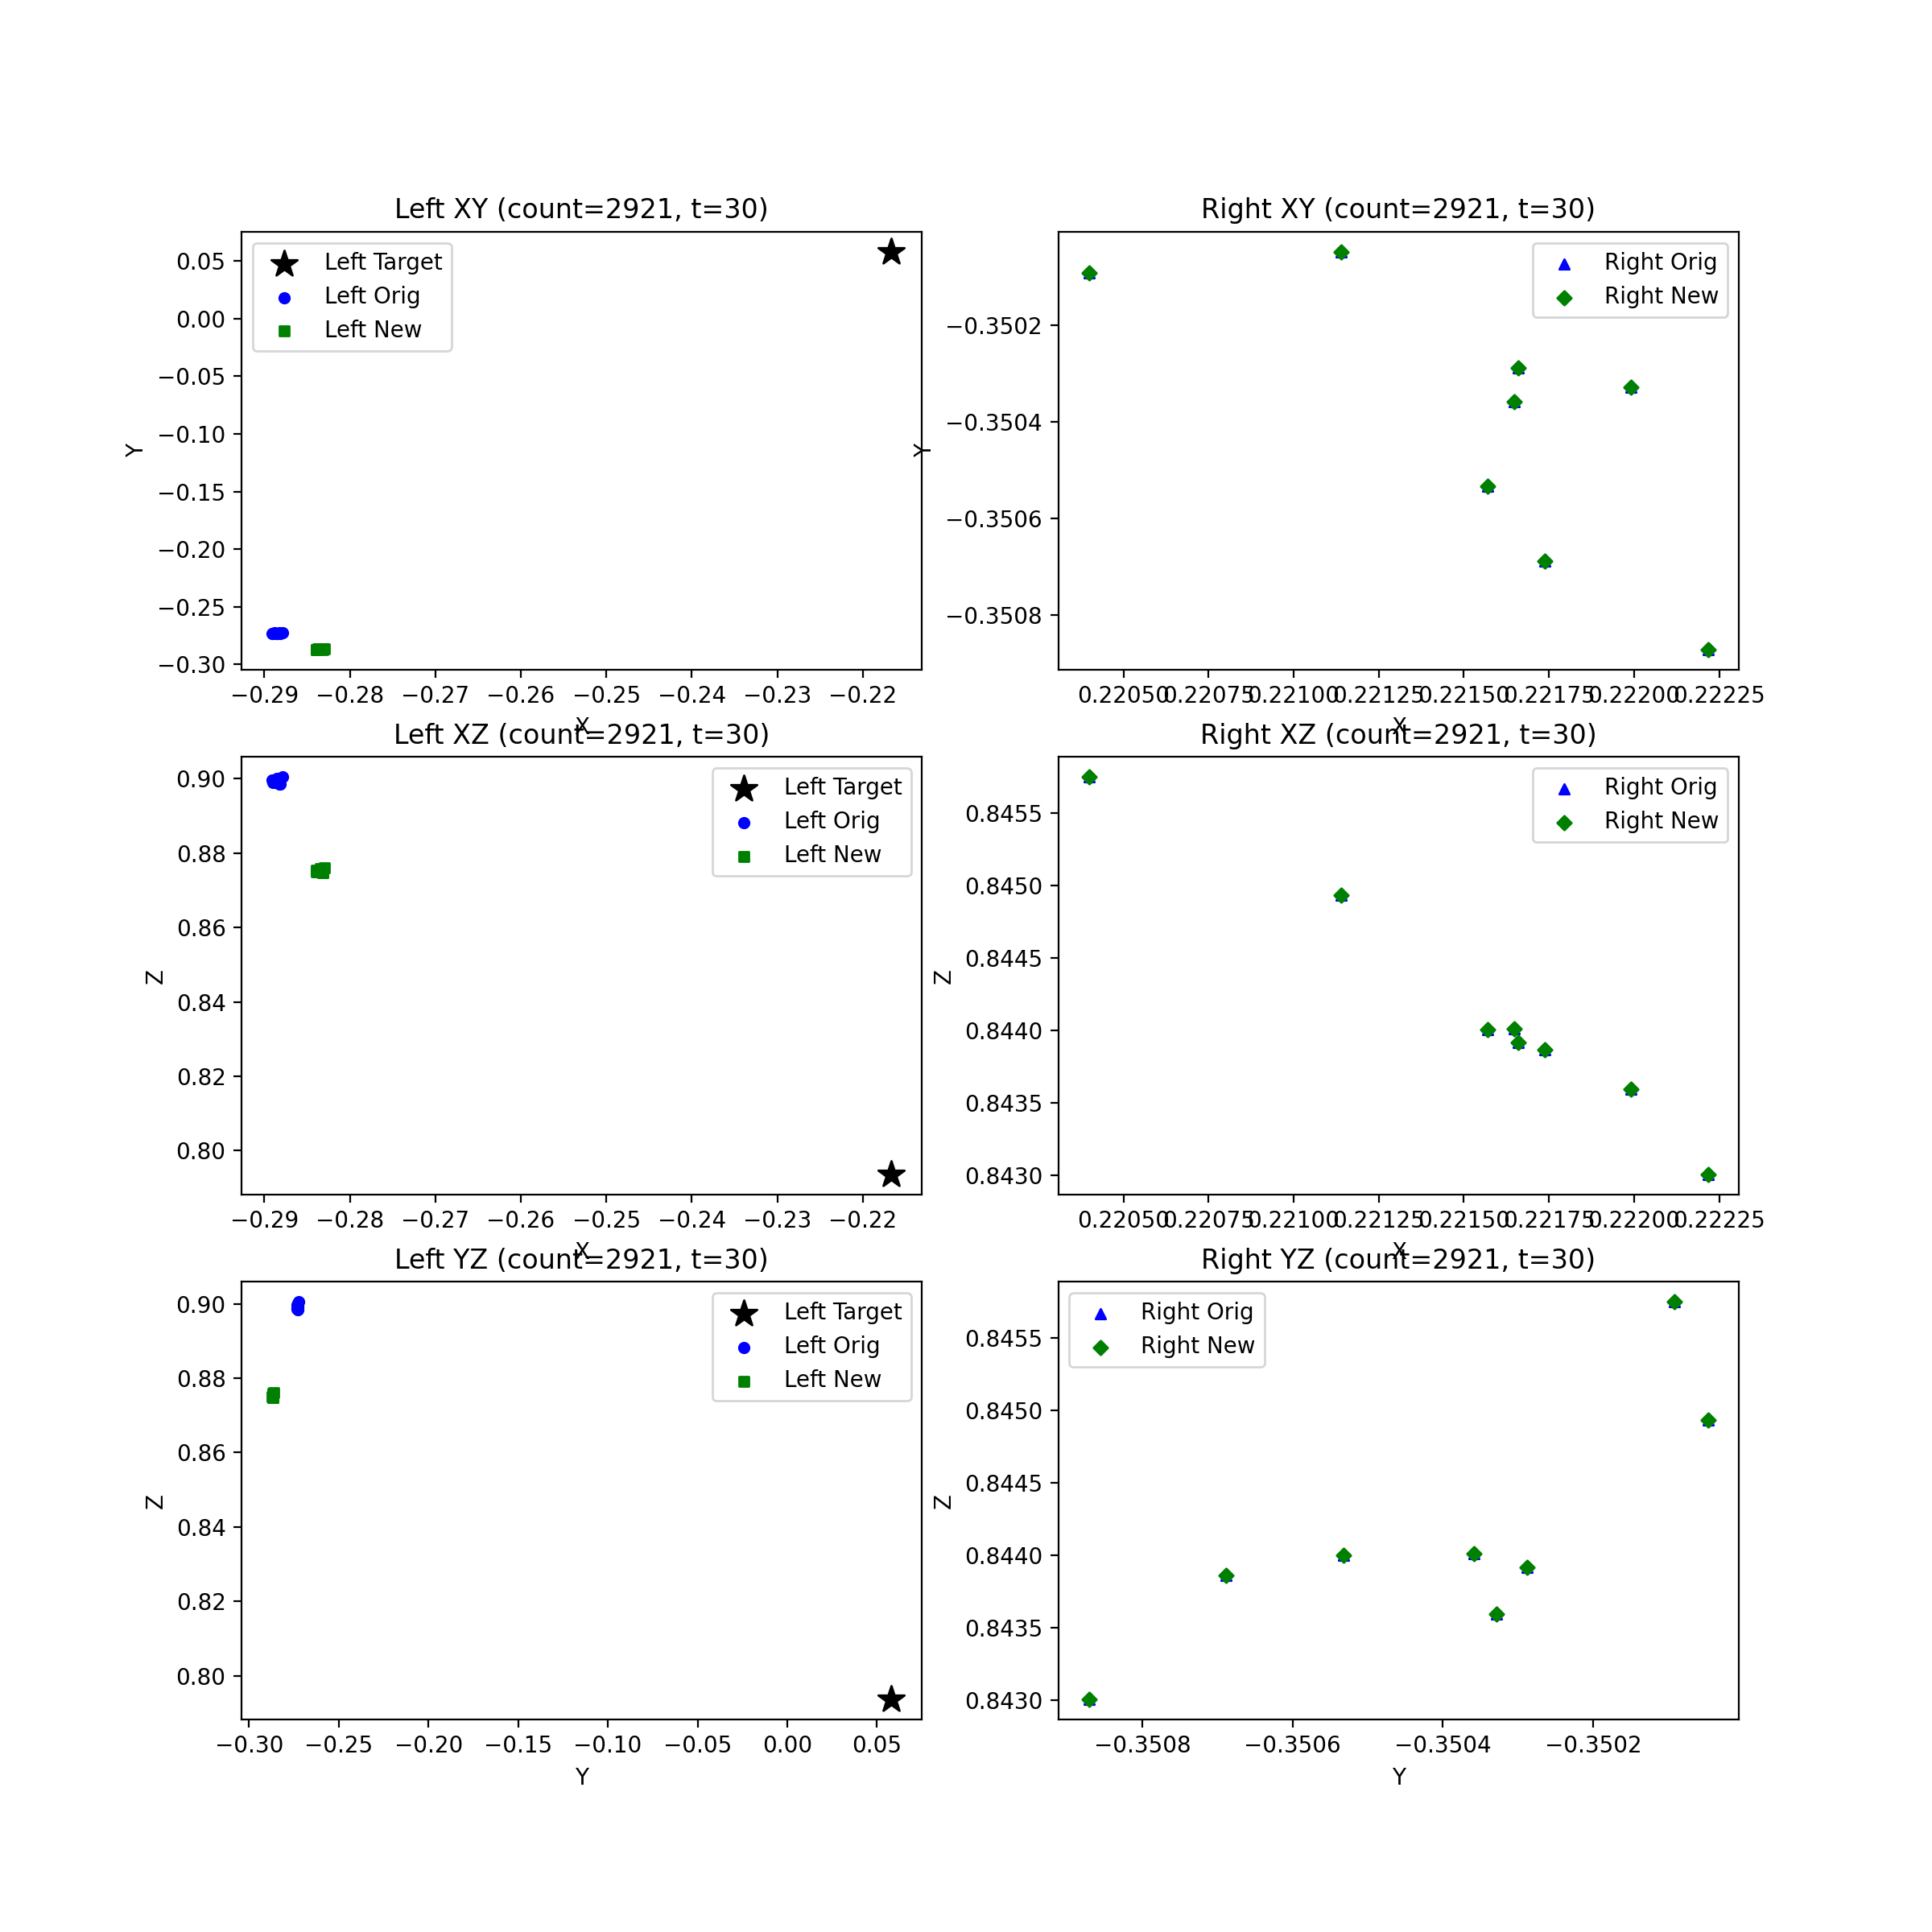 Left XY (count=2921, t=30)
Left Target
Left Orig
Left New
0.05
0.00
−0.05
−0.10
−0.15
−0.20
−0.25
−0.30
Y
−0.29 −0.28 −0.27 −0.26 −0.25 −0.24 −0.23 −0.22
X
Right XY (count=2921, t=30)
Right Orig
Right New
−0.3502
−0.3504
−0.3506
−0.3508
Y
0.22050 0.22075 0.22100 0.22125 0.22150 0.22175 0.22200 0.22225
X
Left XZ (count=2921, t=30)
Left Target
Left Orig
Left New
0.90
0.88
0.86
0.84
0.82
0.80
Z
−0.29 −0.28 −0.27 −0.26 −0.25 −0.24 −0.23 −0.22
X
Right XZ (count=2921, t=30)
Right Orig
Right New
0.8455
0.8450
0.8445
0.8440
0.8435
0.8430
Z
0.22050 0.22075 0.22100 0.22125 0.22150 0.22175 0.22200 0.22225
X
Left YZ (count=2921, t=30)
Left Target
Left Orig
Left New
0.90
0.88
0.86
0.84
0.82
0.80
Z
−0.30 −0.25 −0.20 −0.15 −0.10 −0.05 0.00 0.05
Y
Right YZ (count=2921, t=30)
Right Orig
Right New
0.8455
0.8450
0.8445
0.8440
0.8435
0.8430
Z
−0.3508 −0.3506 −0.3504 −0.3502
Y